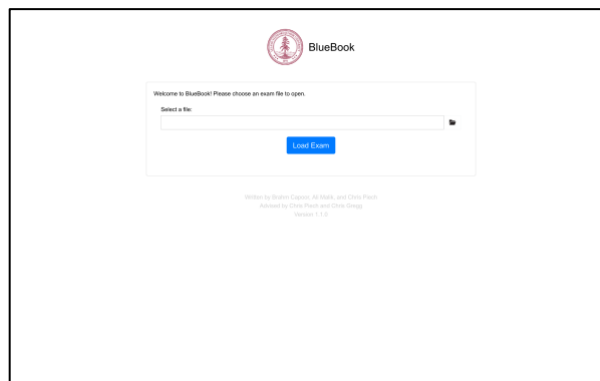 BlueBook
Welcome to BlueBook! Please choose an exam file to open.
Select a file:
Load Exam
Written by Brahm Capoor, Ali Malik, and Chris Piech
Advised by Chris Piech and Chris Gregg
Version 1.1.0